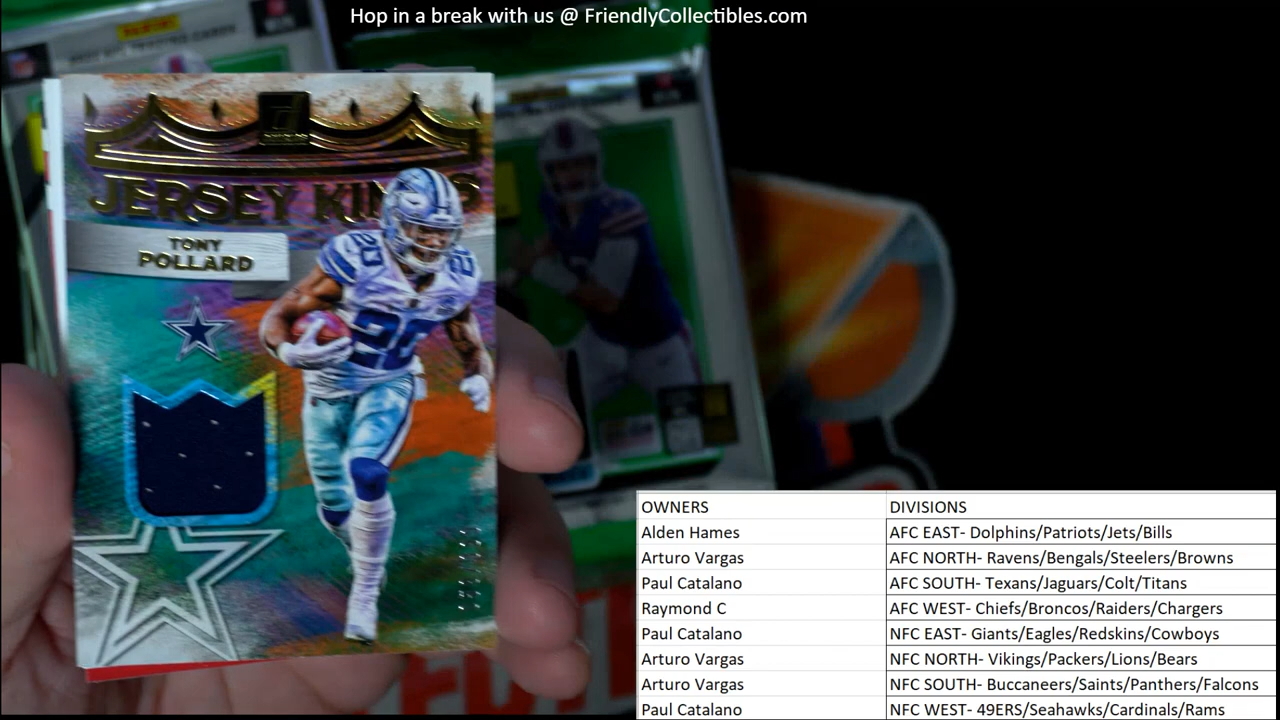 Hop in a break with us @ FriendlyCollectibles.com
JERSEY KINGS
TONY
POLLARD
20
20
OWNERS DIVISIONS
Alden Hames AFC EAST- Dolphins/Patriots/Jets/Bills
Arturo Vargas AFC NORTH- Ravens/Bengals/Steelers/Browns
Paul Catalano AFC SOUTH- Texans/Jaguars/Colt/Titans
Raymond C AFC WEST- Chiefs/Broncos/Raiders/Chargers
Paul Catalano NFC EAST- Giants/Eagles/Redskins/Cowboys
Arturo Vargas NFC NORTH- Vikings/Packers/Lions/Bears
Arturo Vargas NFC SOUTH- Buccaneers/Saints/Panthers/Falcons
Paul Catalano NFC WEST- 49ERS/Seahawks/Cardinals/Rams